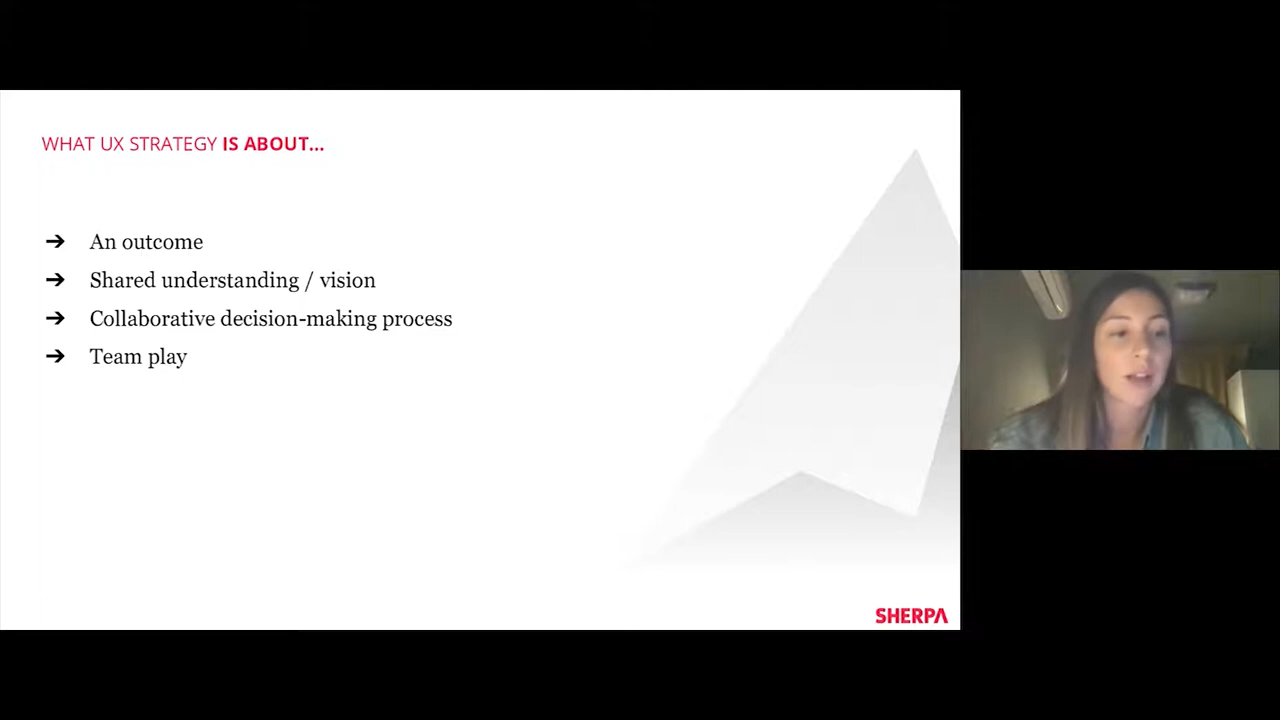 WHAT UX STRATEGY IS ABOUT...
➔ An outcome
➔ Shared understanding / vision
➔ Collaborative decision-making process
➔ Team play
SHERPA